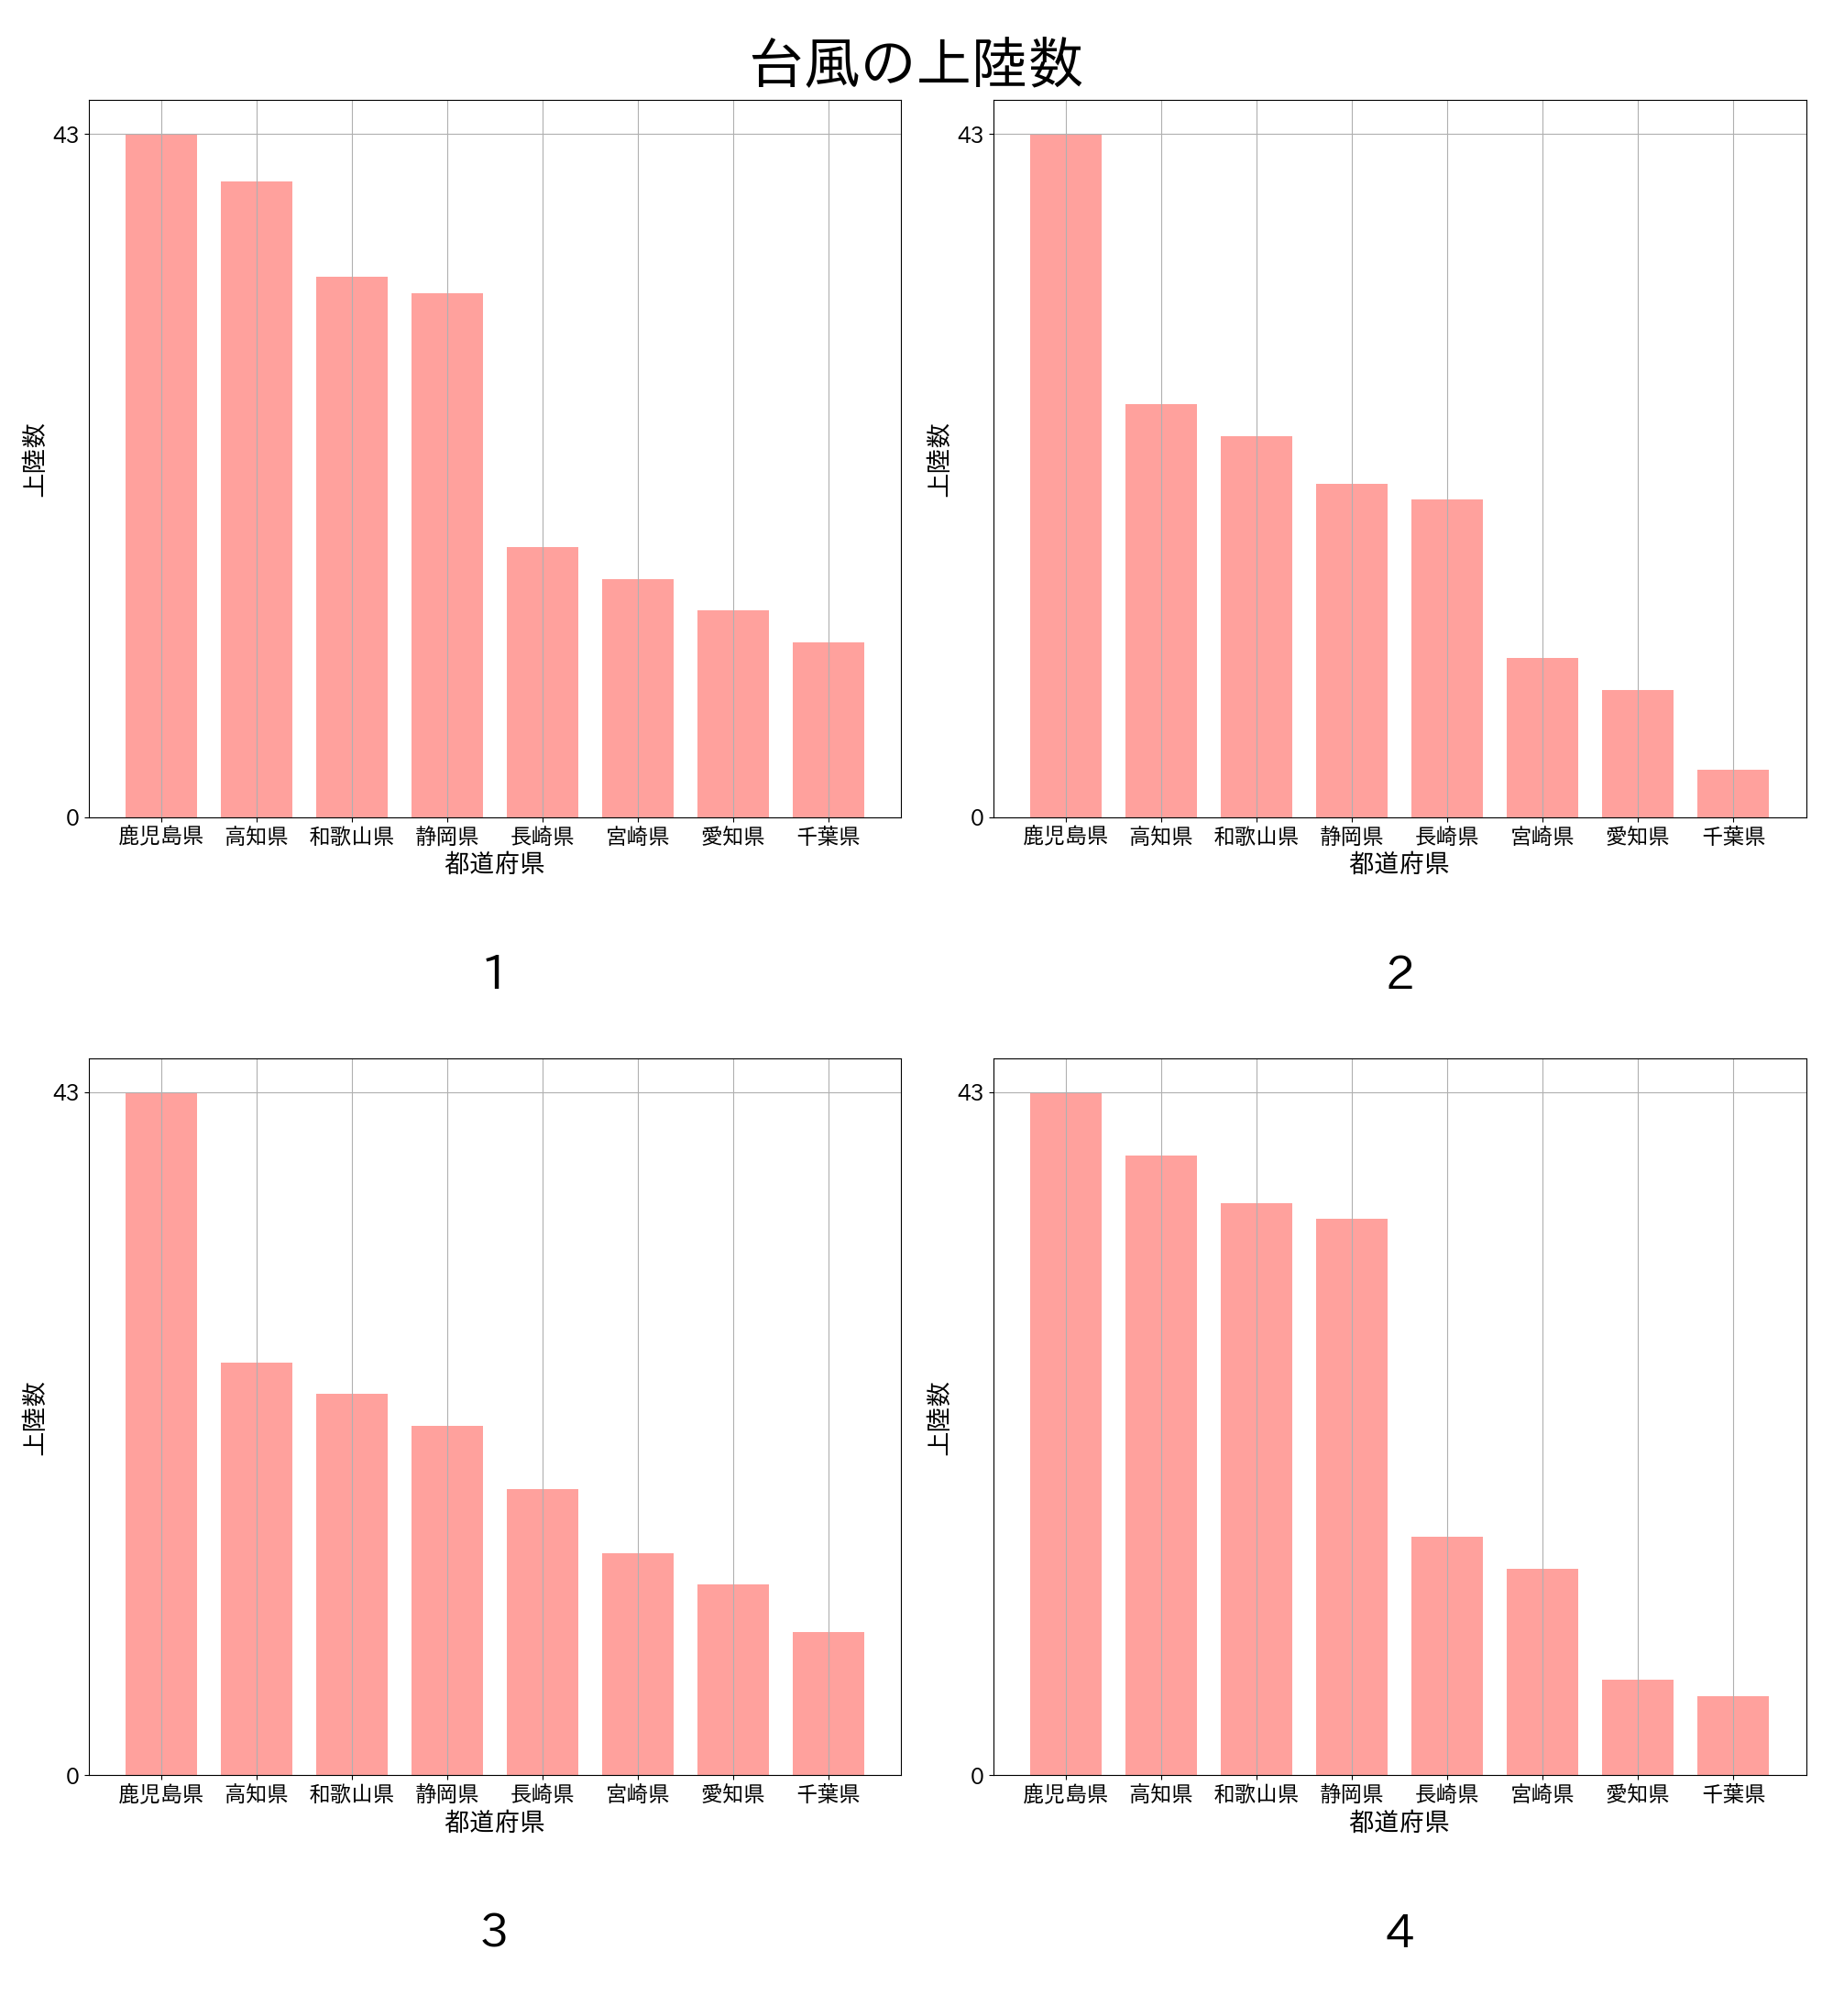 台風の上陸数
43
0
上陸数
鹿児島県 高知県 和歌山県 静岡県 長崎県 宮崎県 愛知県 千葉県
都道府県
1
43
0
上陸数
鹿児島県 高知県 和歌山県 静岡県 長崎県 宮崎県 愛知県 千葉県
都道府県
2
43
0
上陸数
鹿児島県 高知県 和歌山県 静岡県 長崎県 宮崎県 愛知県 千葉県
都道府県
3
43
0
上陸数
鹿児島県 高知県 和歌山県 静岡県 長崎県 宮崎県 愛知県 千葉県
都道府県
4